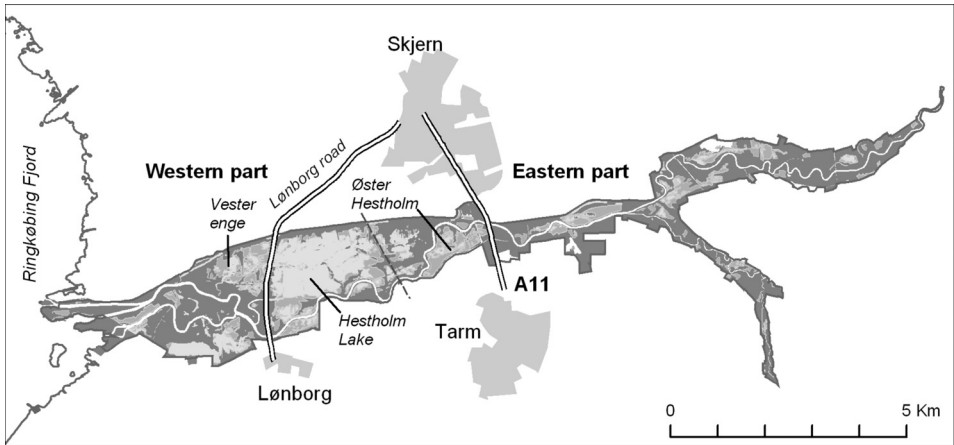 Skjern
Ringkøbing Fjord
Western part
Lønborg road
Øster
Hestholm
Eastern part
Vester
enge
A11
Hestholm
Lake
Tarm
Lønborg
0
5 Km